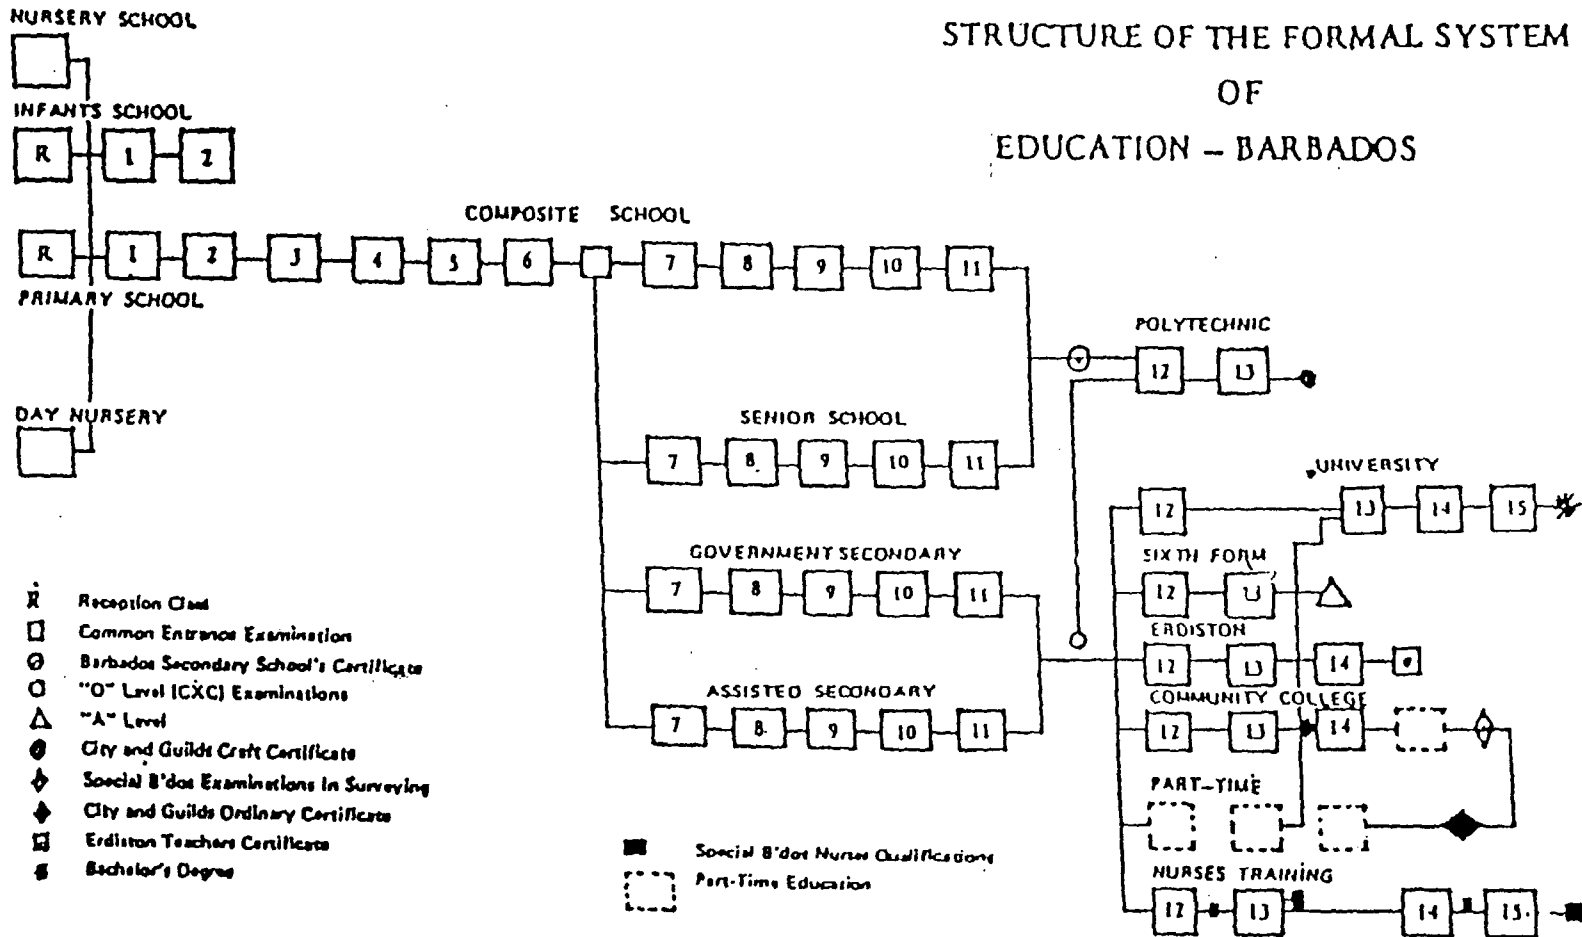 STRUCTURE OF THE FORMAL SYSTEM
OF
EDUCATION – BARBADOS
NURSERY SCHOOL
INFANTS SCHOOL
R 1 2
COMPOSITE SCHOOL
R 1 2 3 4 5 6 7 8 9 10 11
PRIMARY SCHOOL
DAY NURSERY
POLYTECHNIC
12 13
SENIOR SCHOOL
7 8 9 10 11
UNIVERSITY
12 13 14 15
GOVERNMENT SECONDARY
7 8 9 10 11
SIXTH FORM
12 13
ERDISTON
12 13 14
ASSISTED SECONDARY
7 8 9 10 11
COMMUNITY COLLEGE
12 13 14
PART-TIME
NURSES TRAINING
12 13 14 15
R Reception Class
Common Entrance Examination
Barbados Secondary School's Certificate
"O" Level (CXC) Examinations
"A" Level
City and Guilds Craft Certificate
Special B'dos Examinations in Surveying
City and Guilds Ordinary Certificate
Erdiston Teachers Certificate
Bachelor's Degree
Special B'dos Nurses Qualifications
Part-Time Education